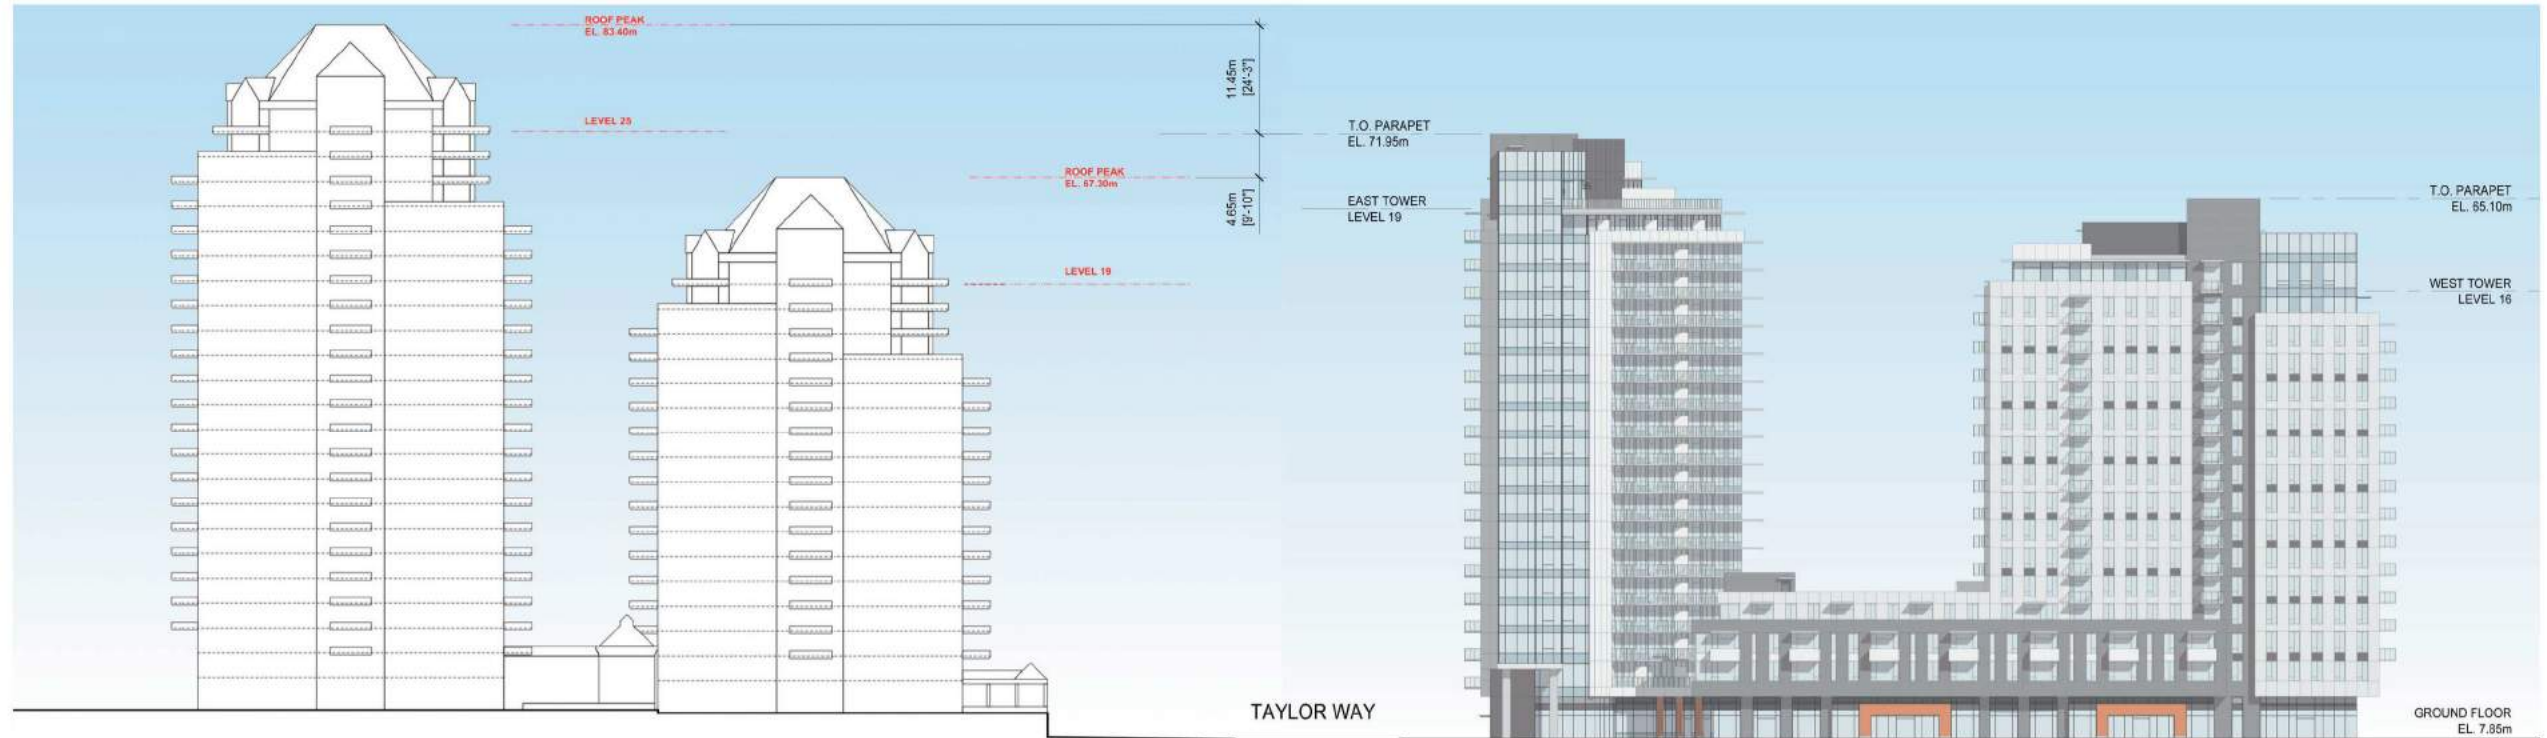 ROOF PEAK
EL. 83.40m
LEVEL 25
11.45m
[24'-3"]
4.65m
[9'-10"]
ROOF PEAK
EL. 67.30m
LEVEL 19
T.O. PARAPET
EL. 71.95m
EAST TOWER
LEVEL 19
T.O. PARAPET
EL. 65.10m
WEST TOWER
LEVEL 16
TAYLOR WAY
GROUND FLOOR
EL. 7.85m